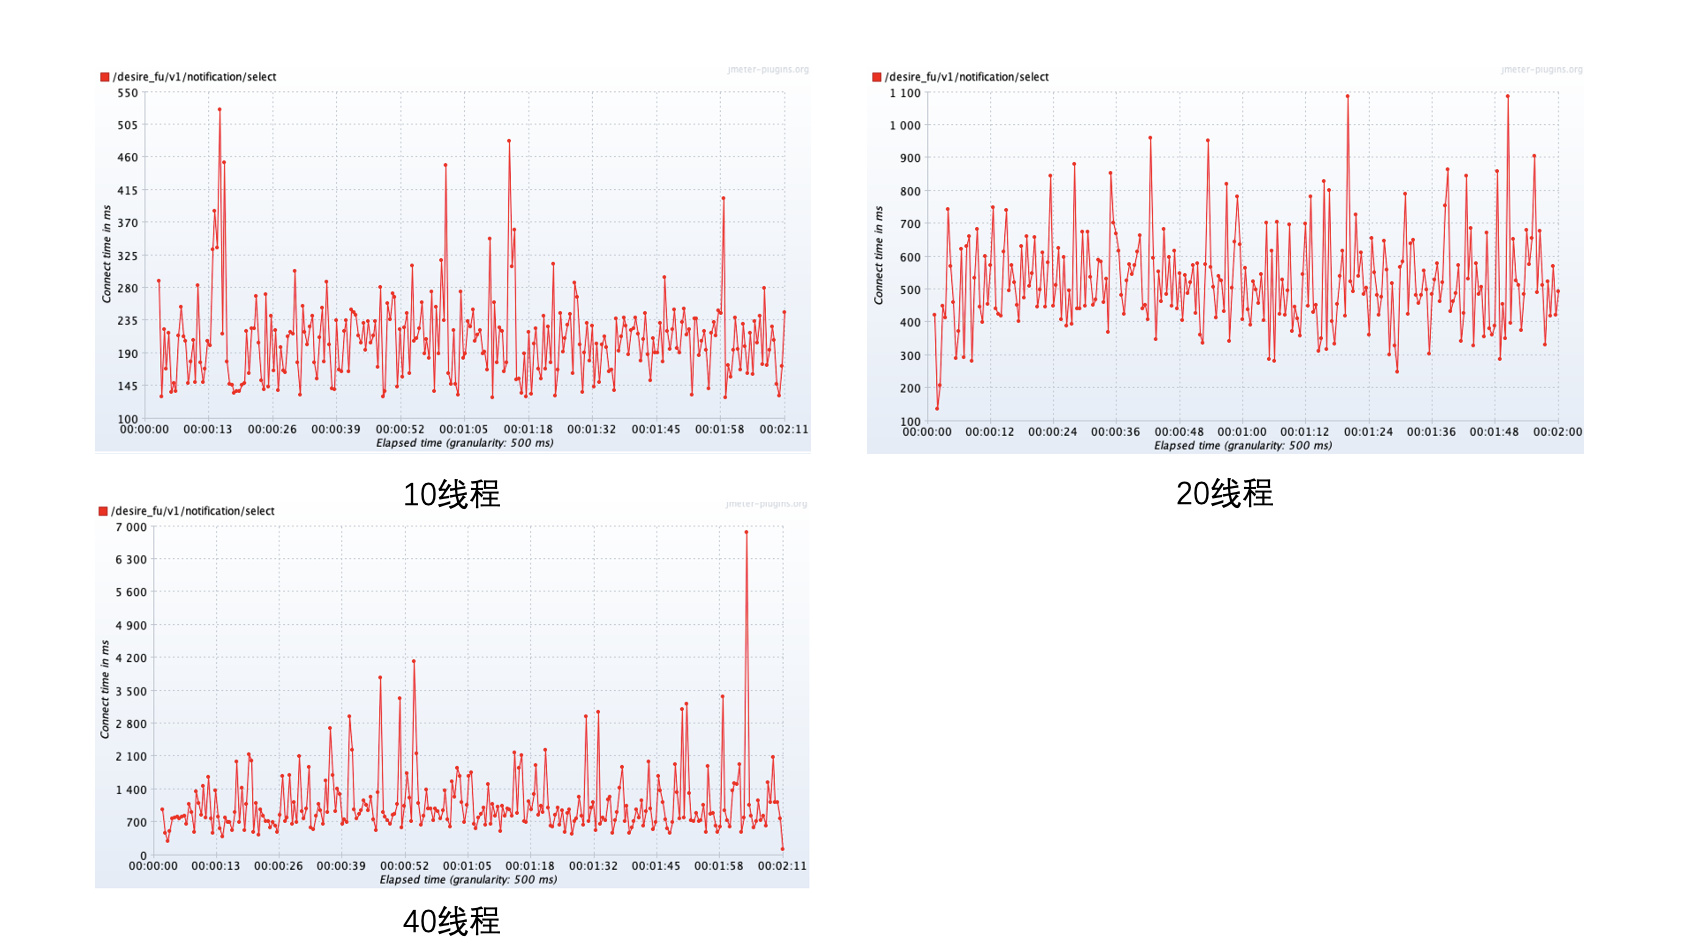 jmeter-plugins.org
/desire_fu/v1/notification/select
550
505
460
415
370
325
280
235
190
145
100
Connect time in ms
00:00:00 00:00:13 00:00:26 00:00:39 00:00:52 00:01:05 00:01:18 00:01:32 00:01:45 00:01:58 00:02:11
Elapsed time (granularity: 500 ms)
10线程
jmeter-plugins.org
/desire_fu/v1/notification/select
1 100
1 000
900
800
700
600
500
400
300
200
100
Connect time in ms
00:00:00 00:00:12 00:00:24 00:00:36 00:00:48 00:01:00 00:01:12 00:01:24 00:01:36 00:01:48 00:02:00
Elapsed time (granularity: 500 ms)
20线程
jmeter-plugins.org
/desire_fu/v1/notification/select
7 000
6 300
5 600
4 900
4 200
3 500
2 800
2 100
1 400
700
0
Connect time in ms
00:00:00 00:00:13 00:00:26 00:00:39 00:00:52 00:01:05 00:01:18 00:01:32 00:01:45 00:01:58 00:02:11
Elapsed time (granularity: 500 ms)
40线程